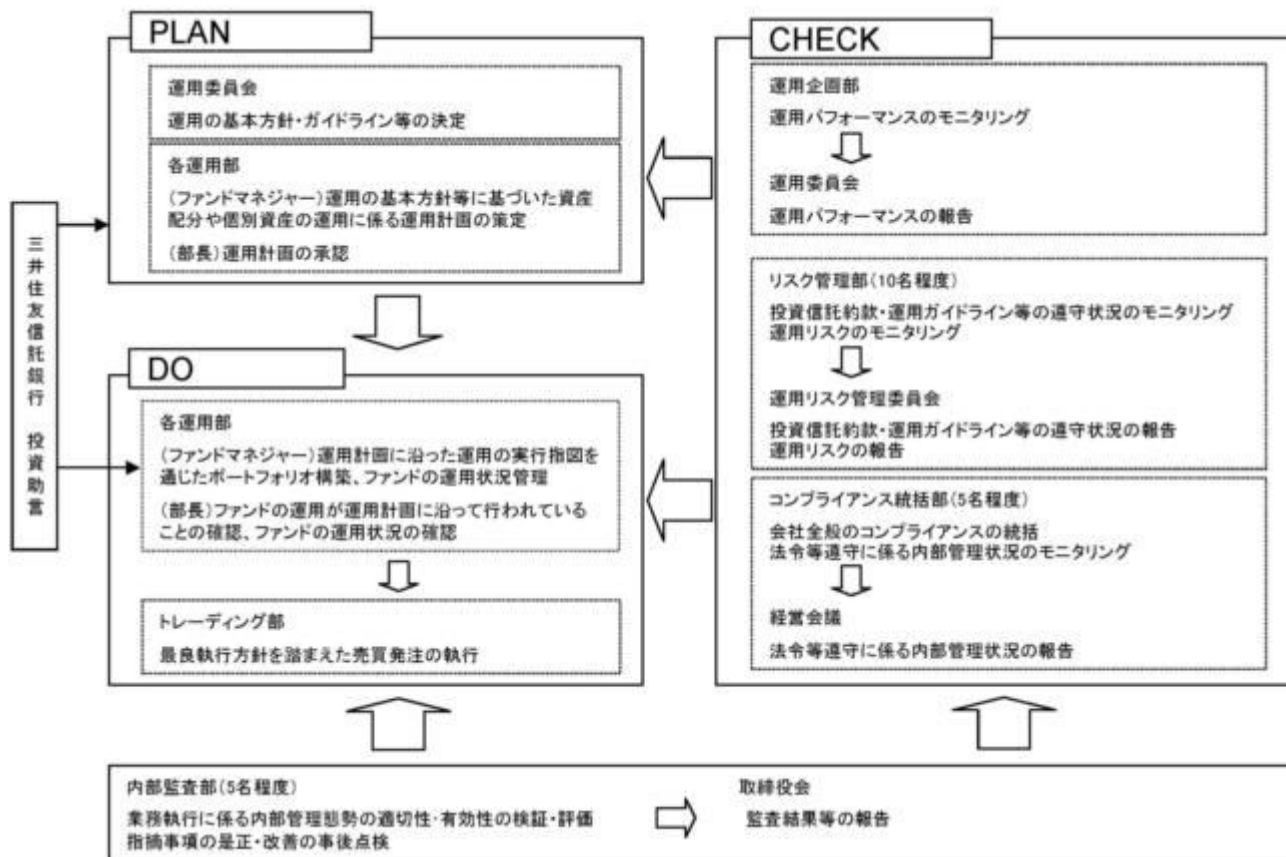 PLAN
運用委員会
運用の基本方針・ガイドライン等の決定
各運用部
(ファンドマネジャー)運用の基本方針等に基づいた資産
配分や個別資産の運用に係る運用計画の策定
(部長)運用計画の承認
三井住友信託銀行 投資助言
DO
各運用部
(ファンドマネジャー)運用計画に沿った運用の実行指図を
通じたポートフォリオ構築、ファンドの運用状況管理
(部長)ファンドの運用が運用計画に沿って行われている
ことの確認、ファンドの運用状況の確認
トレーディング部
最良執行方針を踏まえた売買発注の執行
CHECK
運用企画部
運用パフォーマンスのモニタリング
運用委員会
運用パフォーマンスの報告
リスク管理部(10名程度)
投資信託約款・運用ガイドライン等の遵守状況のモニタリング
運用リスクのモニタリング
運用リスク管理委員会
投資信託約款・運用ガイドライン等の遵守状況の報告
運用リスクの報告
コンプライアンス統括部(5名程度)
会社全般のコンプライアンスの統括
法令等遵守に係る内部管理状況のモニタリング
経営会議
法令等遵守に係る内部管理状況の報告
内部監査部(5名程度)
業務執行に係る内部管理態勢の適切性・有効性の検証・評価
指摘事項の是正・改善の事後点検
取締役会
監査結果等の報告